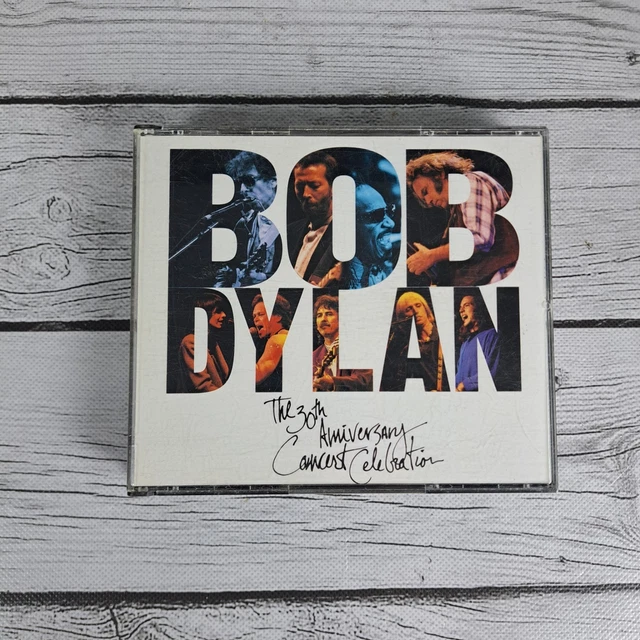 BOB
DYLAN
The 30th
Anniversary
Concert Celebration